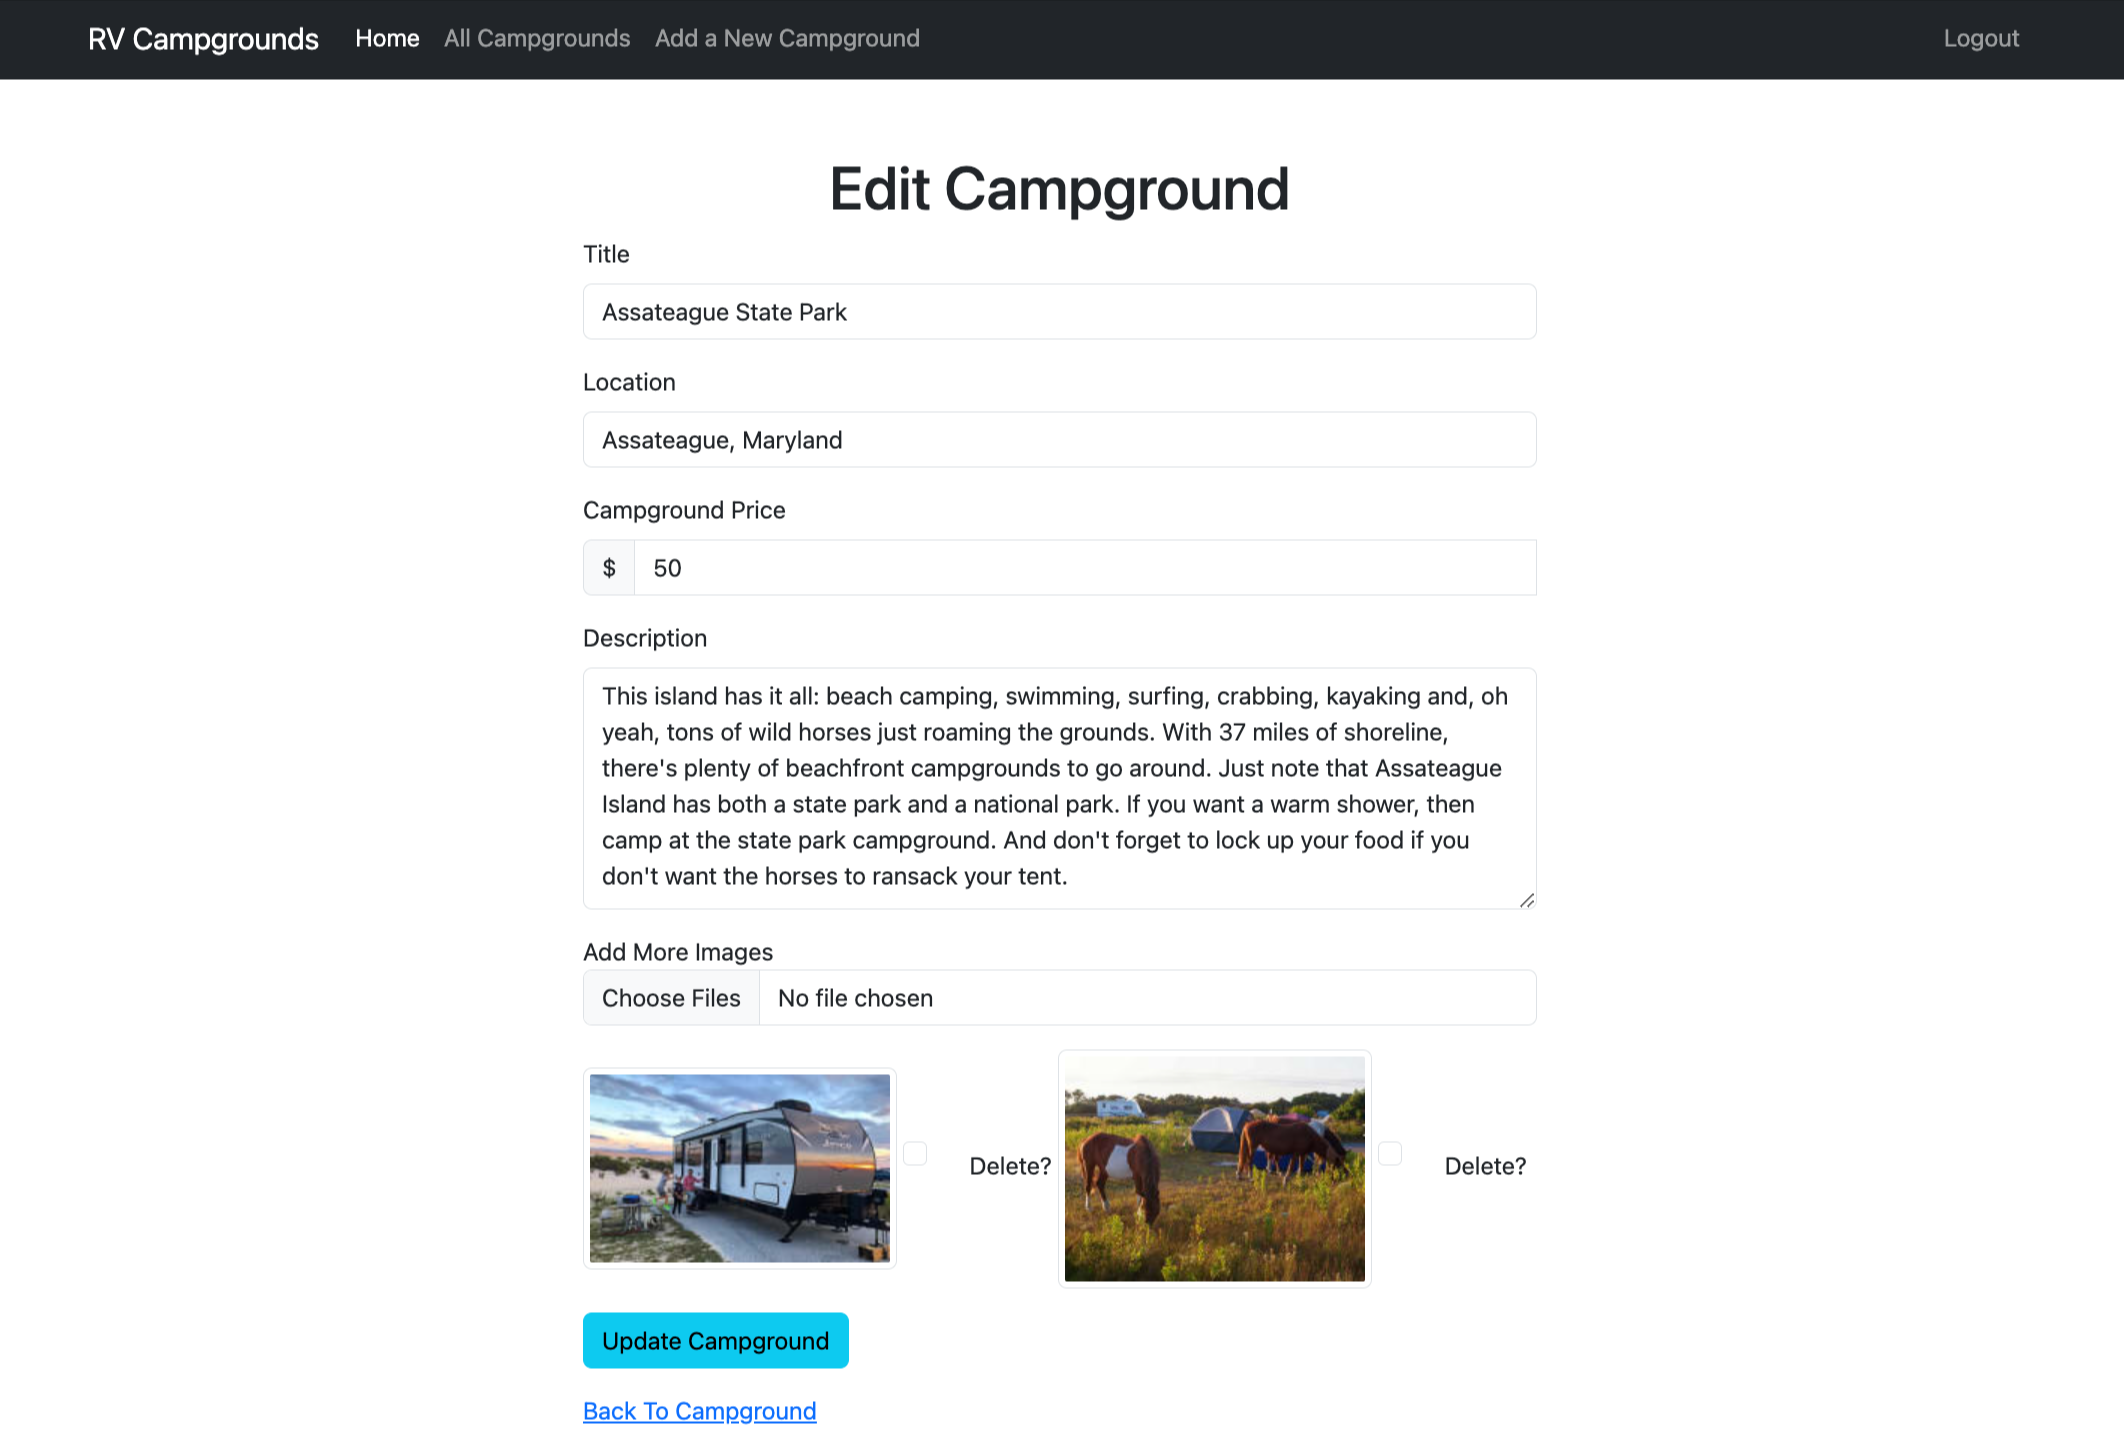 RV Campgrounds Home All Campgrounds Add a New Campground Logout
Edit Campground
Title
Assateague State Park
Location
Assateague, Maryland
Campground Price
$ 50
Description
This island has it all: beach camping, swimming, surfing, crabbing, kayaking and, oh
yeah, tons of wild horses just roaming the grounds. With 37 miles of shoreline,
there's plenty of beachfront campgrounds to go around. Just note that Assateague
Island has both a state park and a national park. If you want a warm shower, then
camp at the state park campground. And don't forget to lock up your food if you
don't want the horses to ransack your tent.
Add More Images
Choose Files No file chosen
Delete? Delete?
Update Campground
Back To Campground